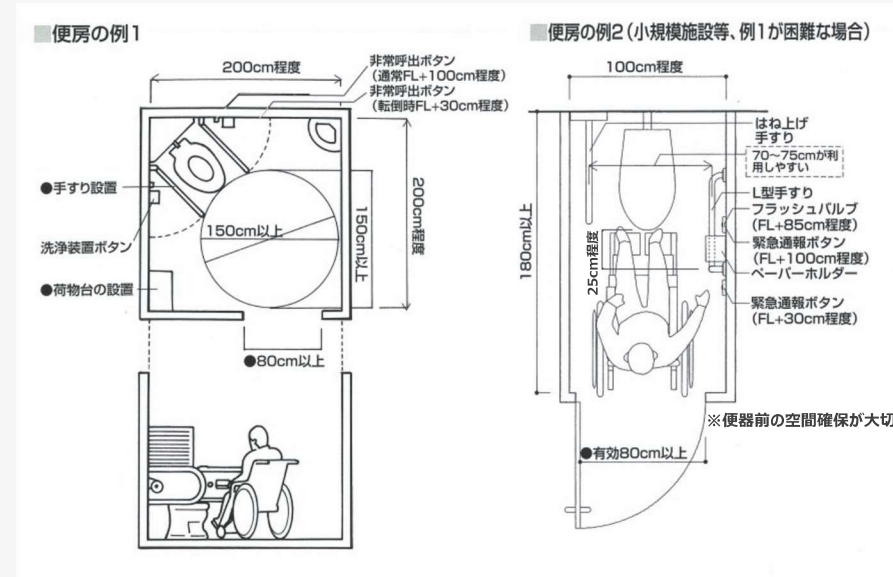 便房の例1
200cm程度
非常呼出ボタン
(通常FL+100cm程度)
非常呼出ボタン
(転倒時FL+30cm程度)
●手すり設置
150cm以上
150cm以上
200cm程度
洗浄装置ボタン
●荷物台の設置
●80cm以上
便房の例2(小規模施設等、例1が困難な場合)
100cm程度
はね上げ
手すり
70〜75cmが利
用しやすい
L型手すり
フラッシュバルブ
(FL+85cm程度)
緊急通報ボタン
(FL+100cm程度)
ペーパーホルダー
緊急通報ボタン
(FL+30cm程度)
180cm以上
25cm程度
※便器前の空間確保が大切
●有効80cm以上